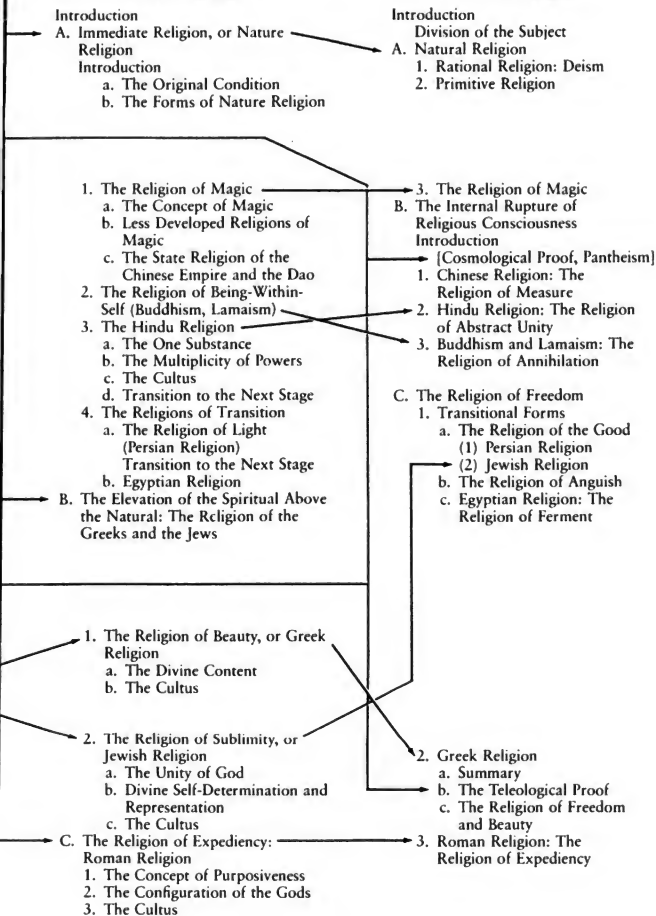 Introduction
A. Immediate Religion, or Nature
Religion
Introduction
a. The Original Condition
b. The Forms of Nature Religion
1. The Religion of Magic
a. The Concept of Magic
b. Less Developed Religions of
Magic
c. The State Religion of the
Chinese Empire and the Dao
2. The Religion of Being-Within-
Self (Buddhism, Lamaism)
3. The Hindu Religion
a. The One Substance
b. The Multiplicity of Powers
c. The Cultus
d. Transition to the Next Stage
4. The Religions of Transition
a. The Religion of Light
(Persian Religion)
Transition to the Next Stage
b. Egyptian Religion
B. The Elevation of the Spiritual Above
the Natural: The Religion of the
Greeks and the Jews
1. The Religion of Beauty, or Greek
Religion
a. The Divine Content
b. The Cultus
2. The Religion of Sublimity, or
Jewish Religion
a. The Unity of God
b. Divine Self-Determination and
Representation
c. The Cultus
C. The Religion of Expediency:
Roman Religion
1. The Concept of Purposiveness
2. The Configuration of the Gods
3. The Cultus
Introduction
Division of the Subject
A. Natural Religion
1. Rational Religion: Deism
2. Primitive Religion
3. The Religion of Magic
B. The Internal Rupture of
Religious Consciousness
Introduction
[Cosmological Proof, Pantheism]
1. Chinese Religion: The
Religion of Measure
2. Hindu Religion: The Religion
of Abstract Unity
3. Buddhism and Lamaism: The
Religion of Annihilation
C. The Religion of Freedom
1. Transitional Forms
a. The Religion of the Good
(1) Persian Religion
(2) Jewish Religion
b. The Religion of Anguish
c. Egyptian Religion: The
Religion of Ferment
2. Greek Religion
a. Summary
b. The Teleological Proof
c. The Religion of Freedom
and Beauty
3. Roman Religion: The
Religion of Expediency